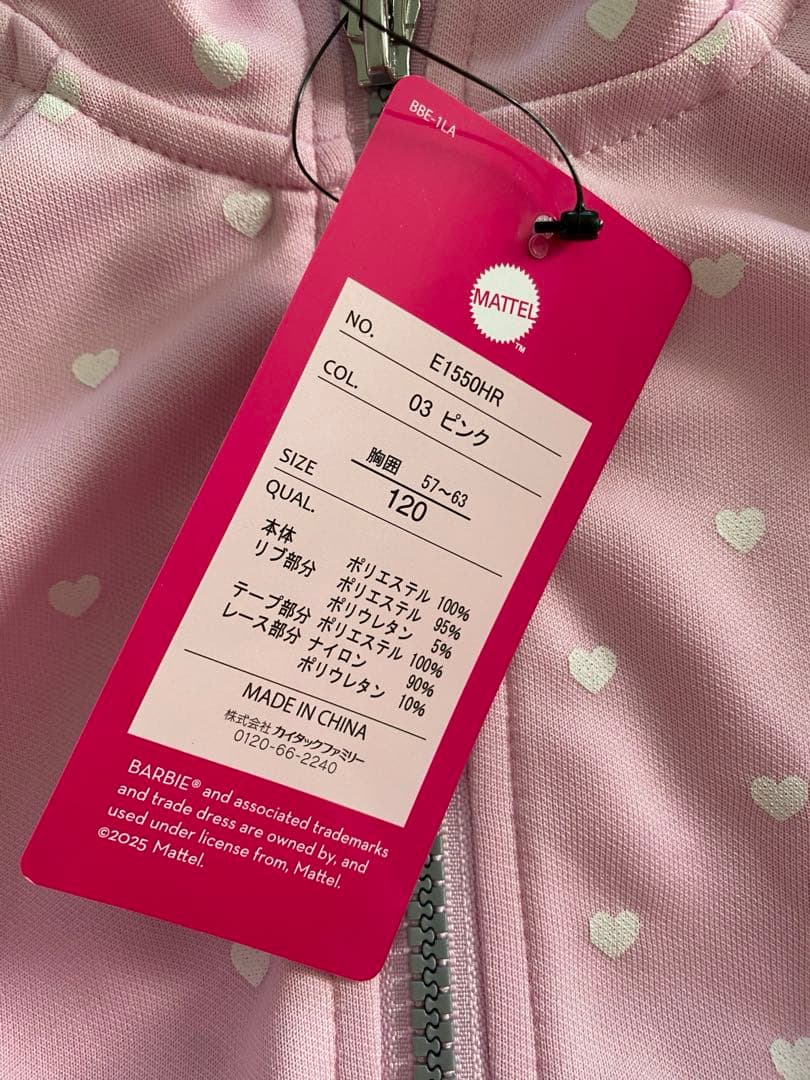 BBE-1LA
MATTEL
TM
NO. E1550HR
COL. 03 ピンク
SIZE 胸囲 57〜63
120
QUAL.
本体 ポリエステル 100%
リブ部分 ポリエステル 95%
ポリウレタン 5%
テープ部分 ポリエステル 100%
レース部分 ナイロン 90%
ポリウレタン 10%
MADE IN CHINA
株式会社 カイタックファミリー
0120-66-2240
BARBIE® and associated trademarks
and trade dress are owned by, and
used under license from, Mattel.
©2025 Mattel.